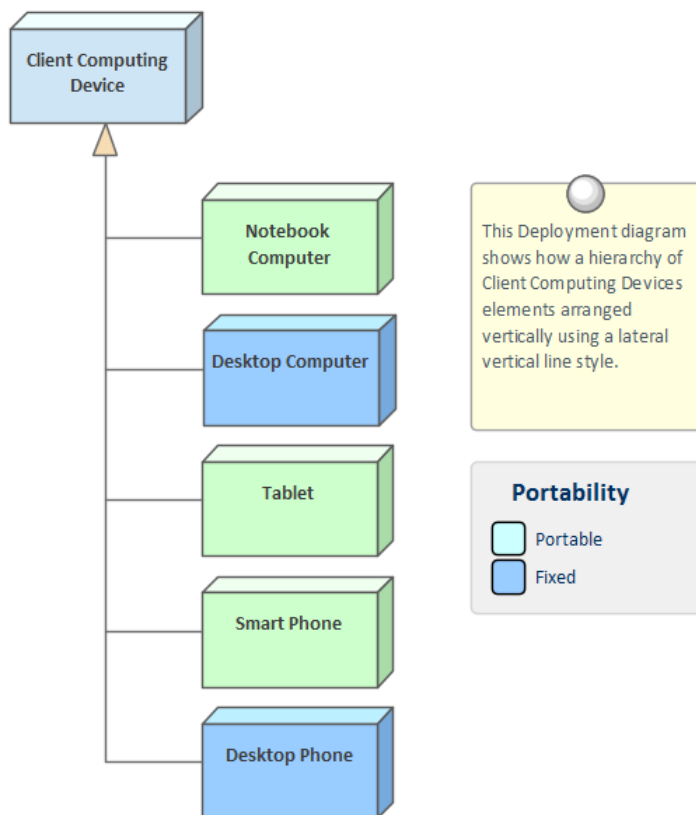 Client Computing
Device
Notebook
Computer
Desktop Computer
Tablet
Smart Phone
Desktop Phone
This Deployment diagram
shows how a hierarchy of
Client Computing Devices
elements arranged
vertically using a lateral
vertical line style.
Portability
Portable
Fixed